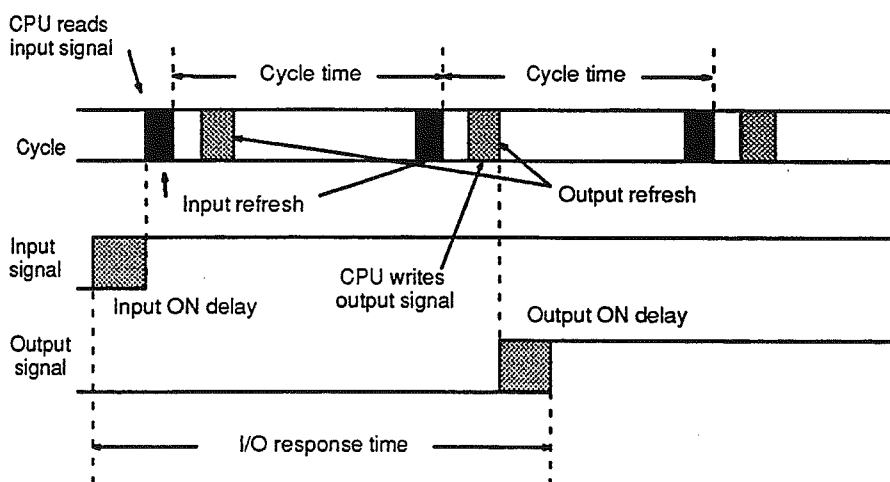 CPU reads
input signal
Cycle time
Cycle time
Cycle
Input refresh
Output refresh
Input
signal
CPU writes
output signal
Input ON delay
Output ON delay
Output
signal
I/O response time